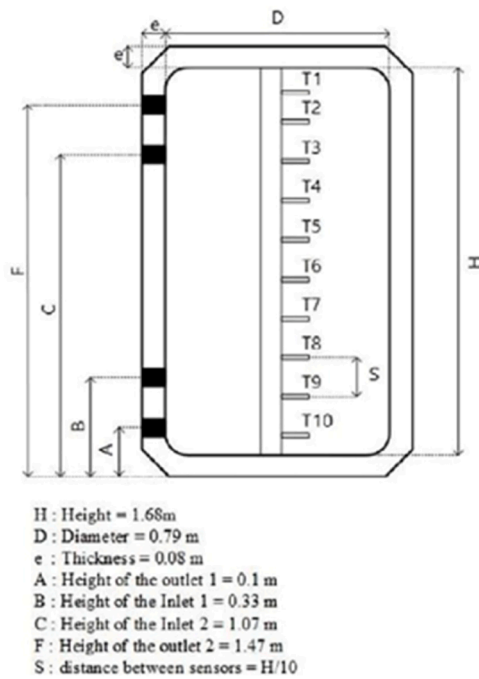 e
D
e
T1
T2
T3
T4
T5
T6
T7
T8
T9
T10
F
C
B
A
S
H
H : Height = 1.68m
D : Diameter = 0.79 m
e : Thickness = 0.08 m
A : Height of the outlet 1 = 0.1 m
B : Height of the Inlet 1 = 0.33 m
C : Height of the Inlet 2 = 1.07 m
F : Height of the outlet 2 = 1.47 m
S : distance between sensors = H/10